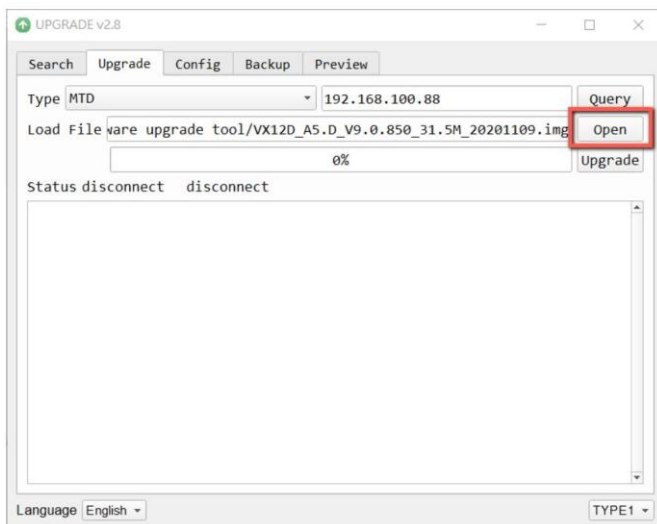 UPGRADE v2.8
Search Upgrade Config Backup Preview
Type MTD 192.168.100.88 Query
Load File ware upgrade tool/VX12D_A5.D_V9.0.850_31.5M_20201109.img Open
0% Upgrade
Status disconnect disconnect
Language English TYPE1